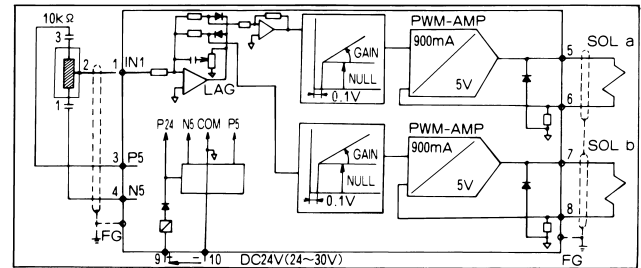 10kΩ
3
2
1
1 IN1
LAG
GAIN
NULL
0.1V
PWM-AMP
900mA
5V
5
SOL a
6
P24 N5 COM P5
3 P5
4 N5
FG
GAIN
NULL
0.1V
PWM-AMP
900mA
5V
7
SOL b
8
9 + - 10 DC24V(24~30V)
FG